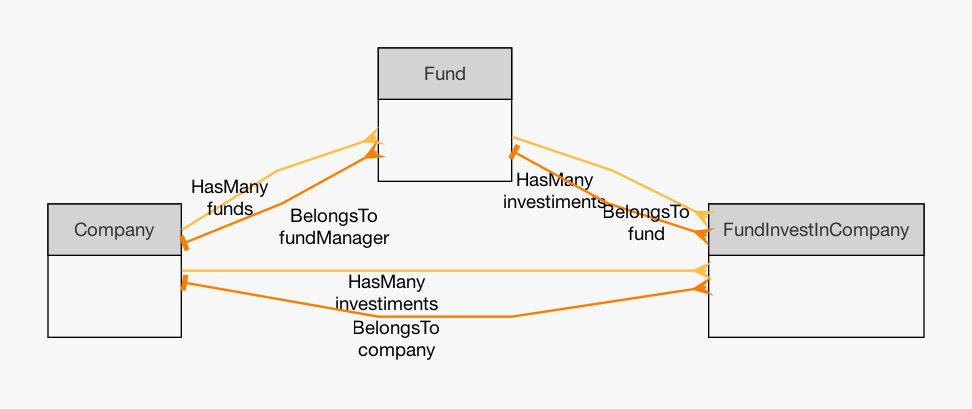 Fund
HasMany
funds
BelongsTo
fundManager
HasMany
investiments
BelongsTo
fund
Company
FundInvestInCompany
HasMany
investiments
BelongsTo
company